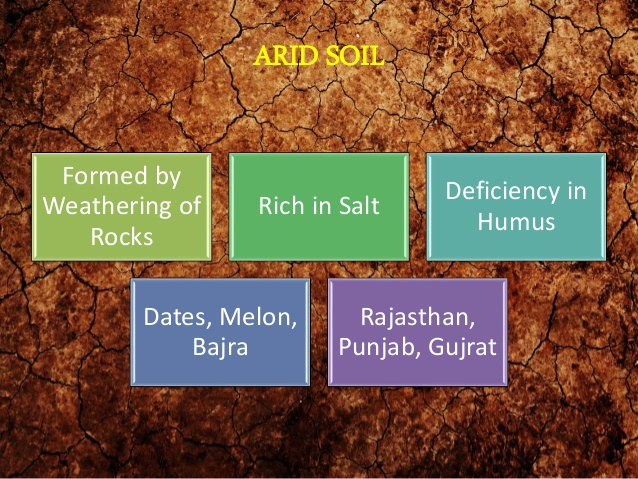 ARID SOIL
Formed by
Weathering of
Rocks
Rich in Salt
Deficiency in
Humus
Dates, Melon,
Bajra
Rajasthan,
Punjab, Gujrat